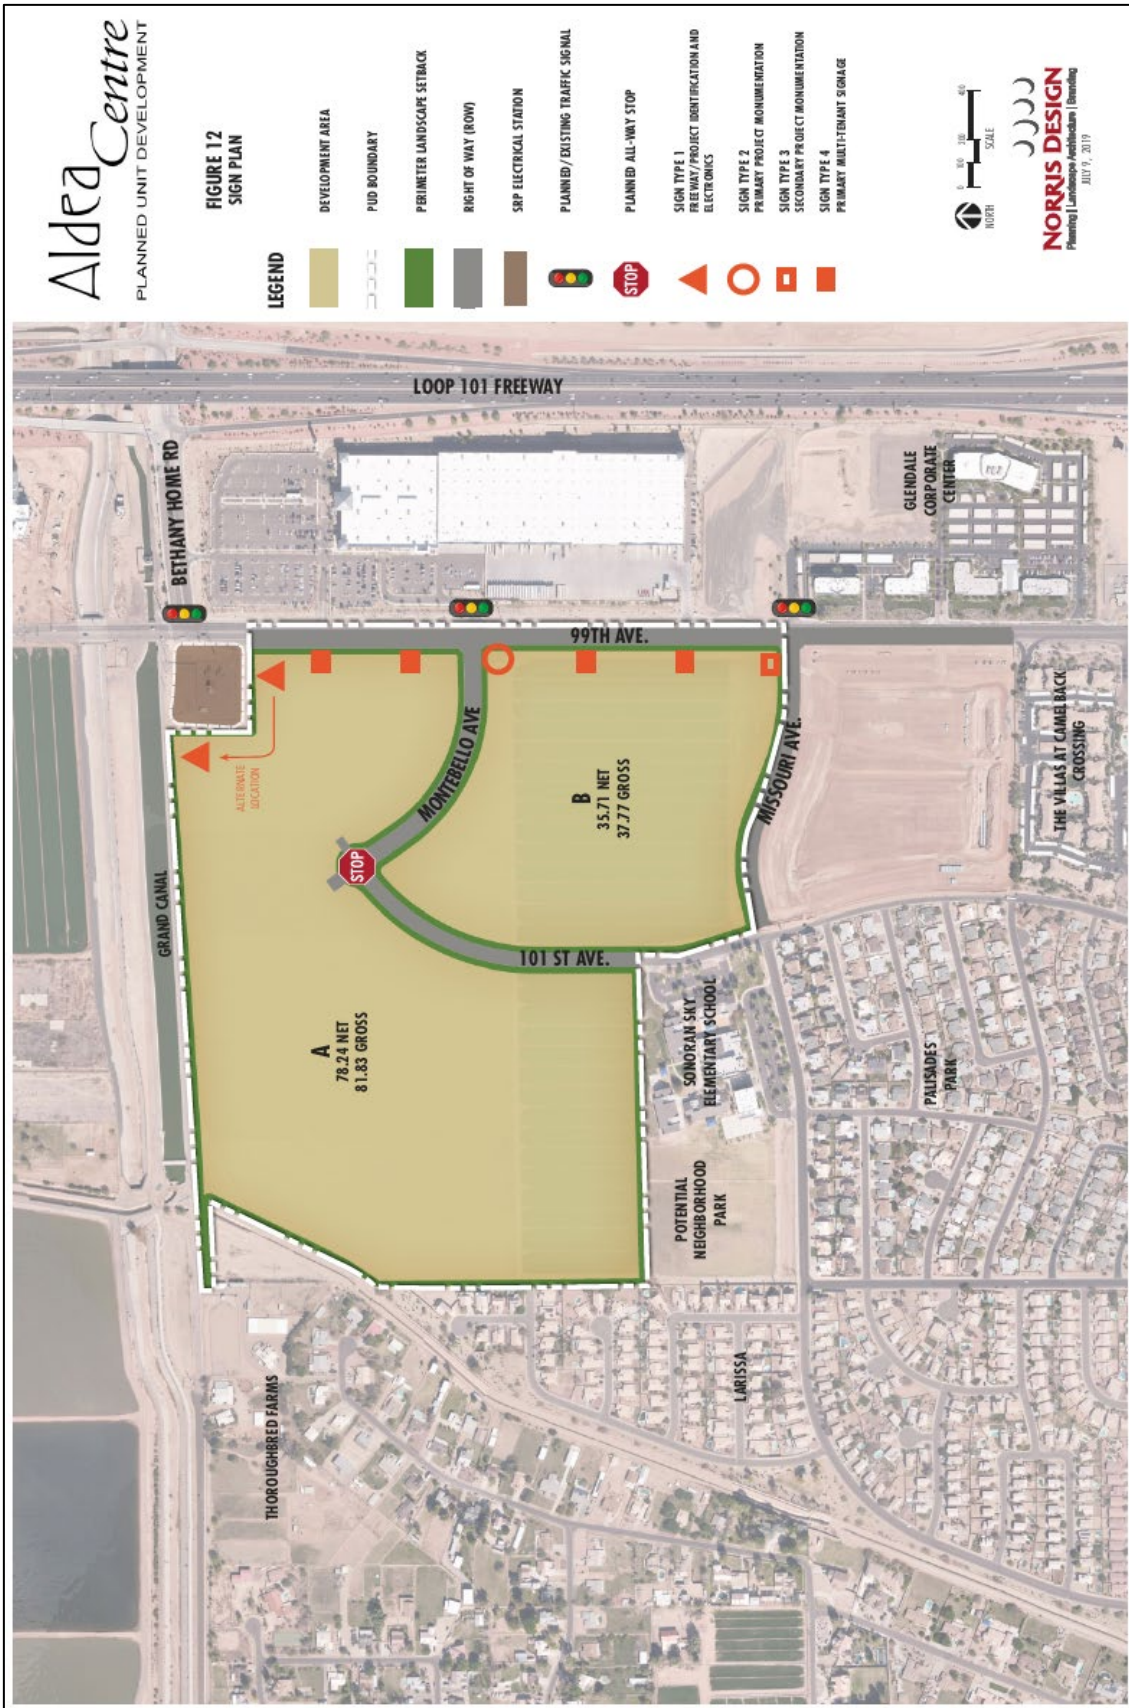 Aldea
Centre
PLANNED UNIT DEVELOPMENT
FIGURE 12
SIGN PLAN
LEGEND
DEVELOPMENT AREA
PUD BOUNDARY
PERIMETER LANDSCAPE SETBACK
RIGHT OF WAY (ROW)
SRP ELECTRICAL STATION
PLANNED/EXISTING TRAFFIC SIGNAL
STOP
PLANNED ALL-WAY STOP
SIGN TYPE 1
FREEWAY/PROJECT IDENTIFICATION AND
ELECTRONICS
SIGN TYPE 2
PRIMARY PROJECT MONUMENTATION
SIGN TYPE 3
SECONDARY PROJECT MONUMENTATION
SIGN TYPE 4
PRIMARY MULTI-TENANT SIGNAGE
NORTH
0 100 200 400
SCALE
NORRIS DESIGN
Planning | Landscape Architecture | Branding
JULY 9, 2019
LOOP 101 FREEWAY
BETHANY HOME RD
GLENDALE
CORPORATE
CENTER
99TH AVE.
ALTERNATE
LOCATION
MONTEBELLO AVE
MISSOURI AVE.
B
35.71 NET
37.77 GROSS
THE VILLAS AT CAMELBACK
CROSSING
STOP
GRAND CANAL
101 ST AVE.
A
78.24 NET
81.83 GROSS
SONORAN SKY
ELEMENTARY SCHOOL
PALISADES
PARK
POTENTIAL
NEIGHBORHOOD
PARK
THOROUGHBRED FARMS
LARISSA